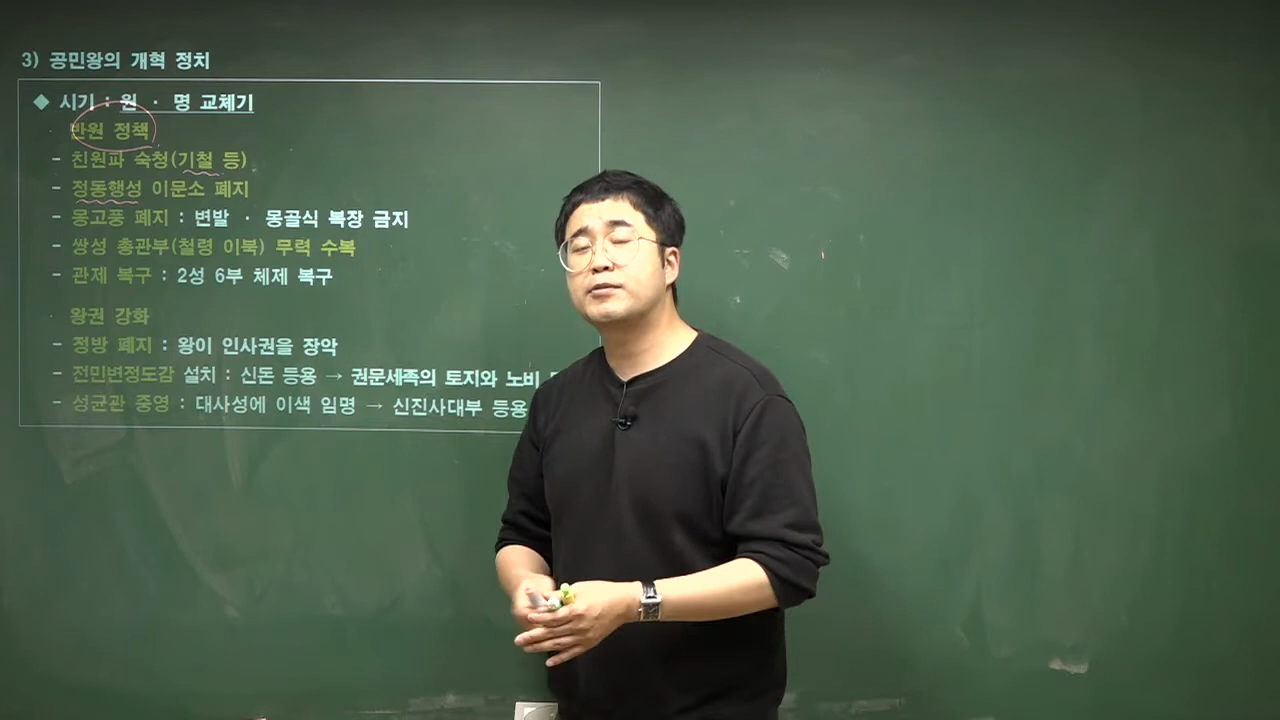 3) 공민왕의 개혁 정치
◆ 시기 : 원 · 명 교체기
반원 정책
- 친원파 숙청(기철 등)
- 정동행성 이문소 폐지
- 몽고풍 폐지 : 변발 · 몽골식 복장 금지
- 쌍성 총관부(철령 이북) 무력 수복
- 관제 복구 : 2성 6부 체제 복구
왕권 강화
- 정방 폐지 : 왕이 인사권을 장악
- 전민변정도감 설치 : 신돈 등용 → 권문세족의 토지와 노비
- 성균관 중영 : 대사성에 이색 임명 → 신진사대부 등용